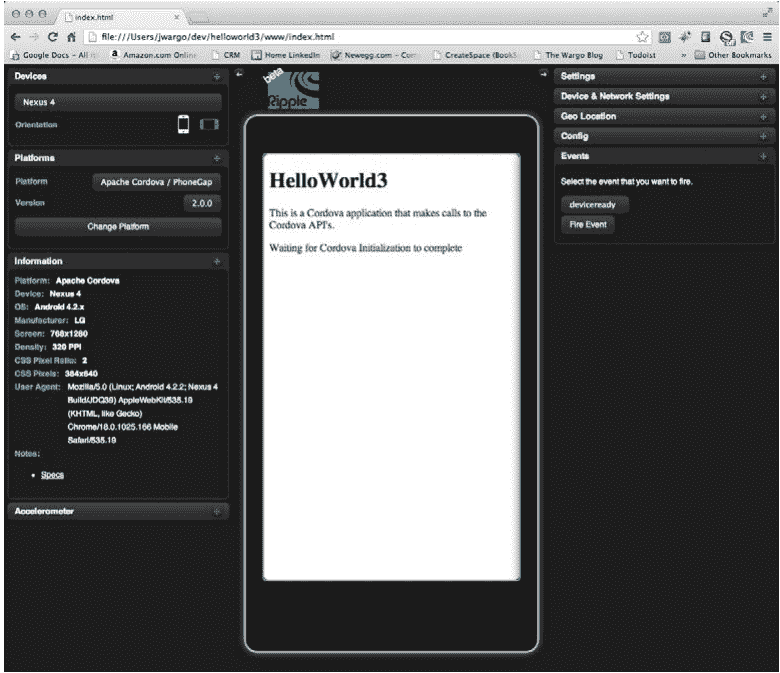 index.html
file:///Users/jwargo/dev/helloworld3/www/index.html
Google Docs – All it
Amazon.com Online
CRM
Home LinkedIn
Newegg.com – Com
CreateSpace (BookS
The Wargo Blog
Todoist
»
Other Bookmarks
Devices
Nexus 4
Orientation
Platforms
Platform Apache Cordova / PhoneGap
Version 2.0.0
Change Platform
Information
Platform: Apache Cordova
Device: Nexus 4
OS: Android 4.2.x
Manufacturer: LG
Screen: 768x1280
Density: 320 PPI
CSS Pixel Ratio: 2
CSS Pixels: 384x640
User Agent: Mozilla/5.0 (Linux; Android 4.2.2; Nexus 4
Build/JDQ39) AppleWebKit/535.19
(KHTML, like Gecko)
Chrome/18.0.1025.166 Mobile
Safari/535.19
Notes:
• Specs
Accelerometer
beta
Ripple
HelloWorld3
This is a Cordova application that makes calls to the
Cordova API's.
Waiting for Cordova Initialization to complete
Settings
Device & Network Settings
Geo Location
Config
Events
Select the event that you want to fire.
deviceready
Fire Event